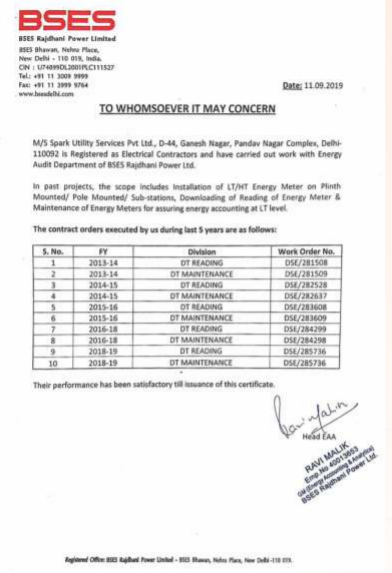 BSES
BSES Rajdhani Power Limited
BSES Bhawan, Nehru Place,
New Delhi - 110 019, India.
CIN : U74899DL2001PLC111527
Tel.: +91 11 3009 9999
Fax: +91 11 3999 9764
www.bsesdelhi.com
Date: 11.09.2019
TO WHOMSOEVER IT MAY CONCERN
M/S Spark Utility Services Pvt Ltd., D-44, Ganesh Nagar, Pandav Nagar Complex, Delhi-
110092 is Registered as Electrical Contractors and have carried out work with Energy
Audit Department of BSES Rajdhani Power Ltd.
In past projects, the scope includes Installation of LT/HT Energy Meter on Plinth
Mounted/ Pole Mounted/ Sub-stations, Downloading of Reading of Energy Meter &
Maintenance of Energy Meters for assuring energy accounting at LT level.
The contract orders executed by us during last 5 years are as follows:
S. No. FY Division Work Order No.
1 2013-14 DT READING DSE/281508
2 2013-14 DT MAINTENANCE DSE/281509
3 2014-15 DT READING DSE/282528
4 2014-15 DT MAINTENANCE DSE/282637
5 2015-16 DT READING DSE/283608
6 2015-16 DT MAINTENANCE DSE/283609
7 2016-18 DT READING DSE/284299
8 2016-18 DT MAINTENANCE DSE/284298
9 2018-19 DT READING DSE/285736
10 2018-19 DT MAINTENANCE DSE/285736
Their performance has been satisfactory till issuance of this certificate.
Ravi Malik
Head EAA
RAVI MALIK
Emp. No 40013653
GM (Energy Accounting & Analytics)
BSES Rajdhani Power Ltd.
Registered Office: BSES Rajdhani Power Limited - BSES Bhawan, Nehru Place, New Delhi-110 019.